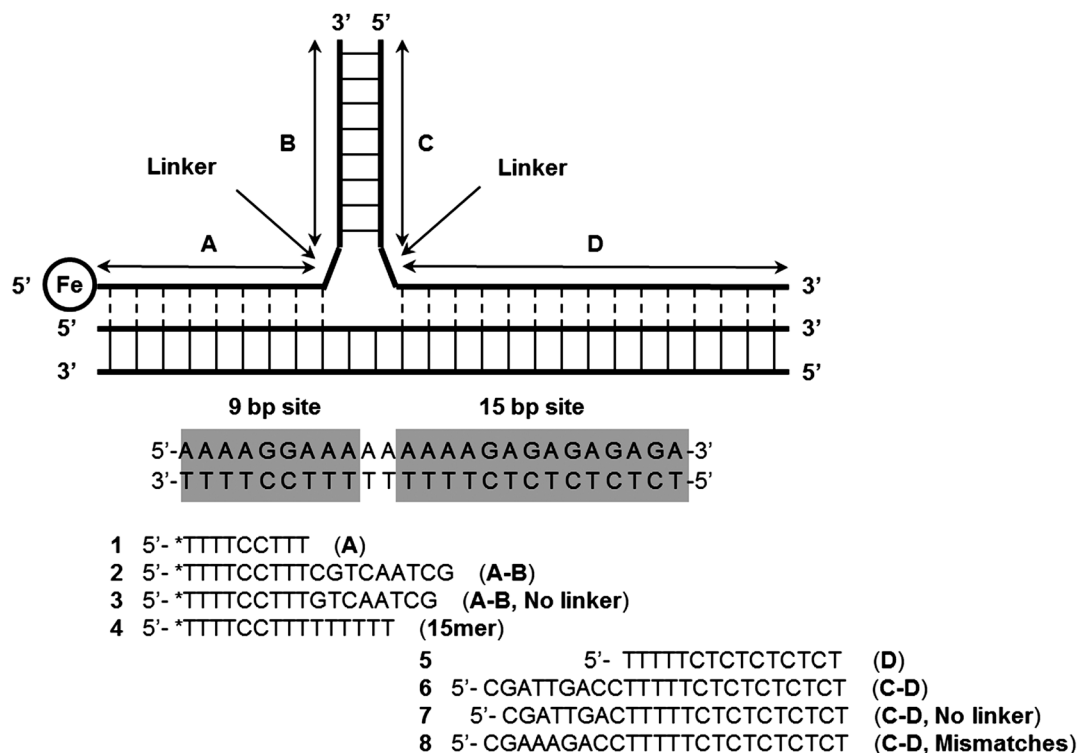 3’ 5’
B C
Linker Linker
A D
5’ Fe 3’
5’ 3’
3’ 5’
9 bp site 15 bp site
5’-AAAAGGAAAAAAAAAGAGAGAGAGA-3’
3’-TTTTCCTTTTTTTTTCTCTCTCTCT-5’
1 5’- *TTTTCCTTT (A)
2 5’- *TTTTCCTTTCGTCAATCG (A-B)
3 5’- *TTTTCCTTTGTCAATCG (A-B, No linker)
4 5’- *TTTTCCTTTTTTTTT (15mer)
5 5’- TTTTTCTCTCTCTCT (D)
6 5’- CGATTGACCTTTTTCTCTCTCTCT (C-D)
7 5’- CGATTGACTTTTTCTCTCTCTCT (C-D, No linker)
8 5’- CGAAAGACCTTTTTCTCTCTCTCT (C-D, Mismatches)